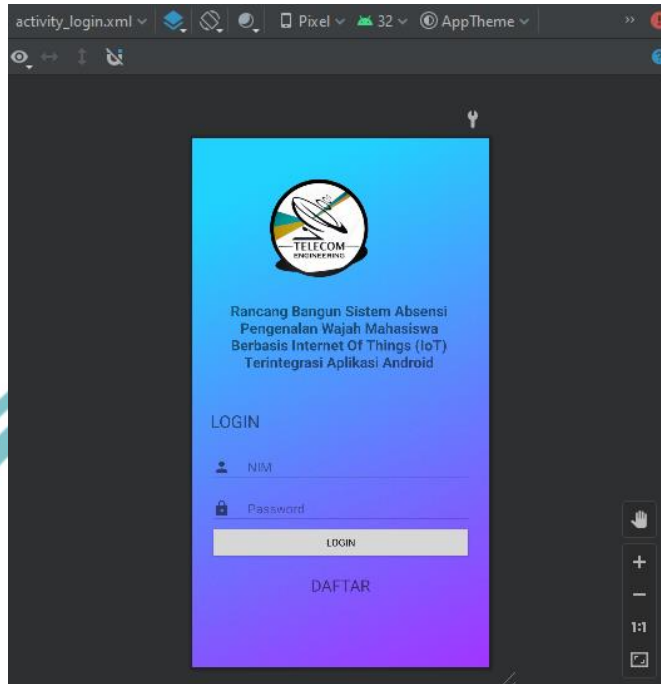 activity_login.xml
Pixel
32
AppTheme
TELECOM
ENGINEERING
Rancang Bangun Sistem Absensi
Pengenalan Wajah Mahasiswa
Berbasis Internet Of Things (IoT)
Terintegrasi Aplikasi Android
LOGIN
NIM
Password
LOGIN
DAFTAR
1:1